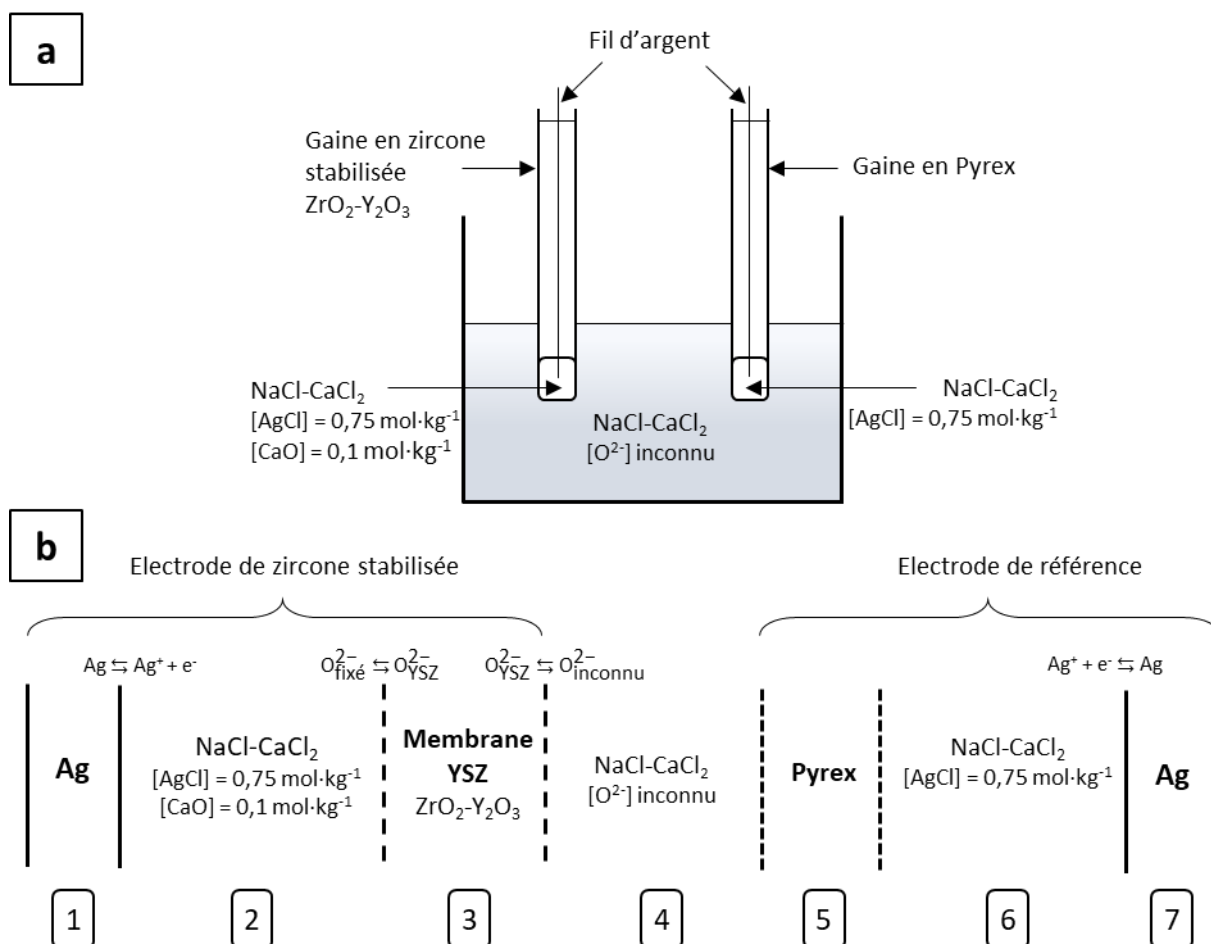 a
Fil d’argent
Gaine en zircone
stabilisée
ZrO₂-Y₂O₃
Gaine en Pyrex
NaCl-CaCl₂
[AgCl] = 0,75 mol·kg⁻¹
[CaO] = 0,1 mol·kg⁻¹
NaCl-CaCl₂
[O²⁻] inconnu
NaCl-CaCl₂
[AgCl] = 0,75 mol·kg⁻¹
b
Electrode de zircone stabilisée
Electrode de référence
Ag ⇆ Ag⁺ + e⁻
O²⁻fixé ⇆ O²⁻YSZ
O²⁻YSZ ⇆ O²⁻inconnu
Ag⁺ + e⁻ ⇆ Ag
Ag
NaCl-CaCl₂
[AgCl] = 0,75 mol·kg⁻¹
[CaO] = 0,1 mol·kg⁻¹
Membrane
YSZ
ZrO₂-Y₂O₃
NaCl-CaCl₂
[O²⁻] inconnu
Pyrex
NaCl-CaCl₂
[AgCl] = 0,75 mol·kg⁻¹
Ag
1
2
3
4
5
6
7